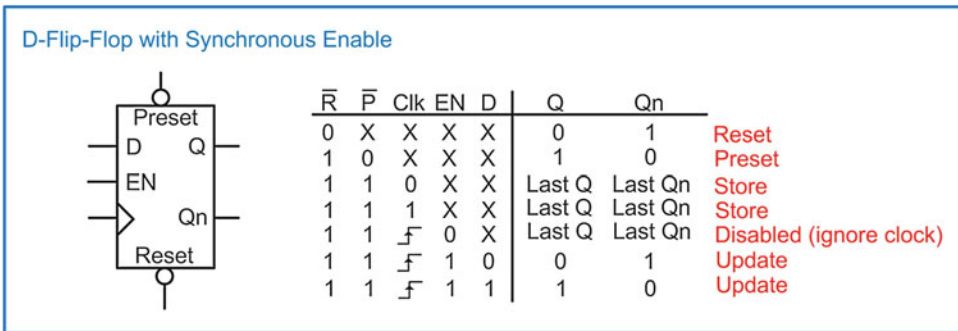 D-Flip-Flop with Synchronous Enable
Preset
D Q
EN
Qn
Reset
R̅ P̅ Clk EN D Q Qn
0 X X X X 0 1 Reset
1 0 X X X 1 0 Preset
1 1 0 X X Last Q Last Qn Store
1 1 1 X X Last Q Last Qn Store
1 1 0 X Last Q Last Qn Disabled (ignore clock)
1 1 1 0 0 1 Update
1 1 1 1 1 0 Update